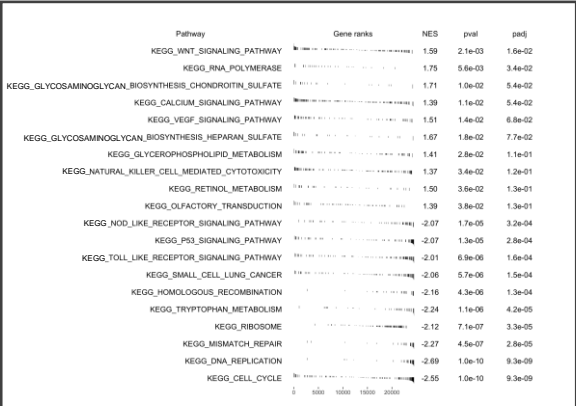 Pathway Gene ranks NES pval padj
KEGG_WNT_SIGNALING_PATHWAY 1.59 2.1e-03 1.6e-02
KEGG_RNA_POLYMERASE 1.75 5.6e-03 3.4e-02
KEGG_GLYCOSAMINOGLYCAN_BIOSYNTHESIS_CHONDROITIN_SULFATE 1.71 1.0e-02 5.4e-02
KEGG_CALCIUM_SIGNALING_PATHWAY 1.39 1.1e-02 5.4e-02
KEGG_VEGF_SIGNALING_PATHWAY 1.51 1.4e-02 6.8e-02
KEGG_GLYCOSAMINOGLYCAN_BIOSYNTHESIS_HEPARAN_SULFATE 1.67 1.8e-02 7.7e-02
KEGG_GLYCEROPHOSPHOLIPID_METABOLISM 1.41 2.8e-02 1.1e-01
KEGG_NATURAL_KILLER_CELL_MEDIATED_CYTOTOXICITY 1.37 3.4e-02 1.2e-01
KEGG_RETINOL_METABOLISM 1.50 3.6e-02 1.3e-01
KEGG_OLFACTORY_TRANSDUCTION 1.39 3.8e-02 1.3e-01
KEGG_NOD_LIKE_RECEPTOR_SIGNALING_PATHWAY -2.07 1.7e-05 3.2e-04
KEGG_P53_SIGNALING_PATHWAY -2.07 1.3e-05 2.8e-04
KEGG_TOLL_LIKE_RECEPTOR_SIGNALING_PATHWAY -2.01 6.9e-06 1.6e-04
KEGG_SMALL_CELL_LUNG_CANCER -2.06 5.7e-06 1.5e-04
KEGG_HOMOLOGOUS_RECOMBINATION -2.16 4.3e-06 1.3e-04
KEGG_TRYPTOPHAN_METABOLISM -2.24 1.1e-06 4.2e-05
KEGG_RIBOSOME -2.12 7.1e-07 3.3e-05
KEGG_MISMATCH_REPAIR -2.27 4.5e-07 2.8e-05
KEGG_DNA_REPLICATION -2.69 1.0e-10 9.3e-09
KEGG_CELL_CYCLE -2.55 1.0e-10 9.3e-09
0 5000 10000 15000 20000